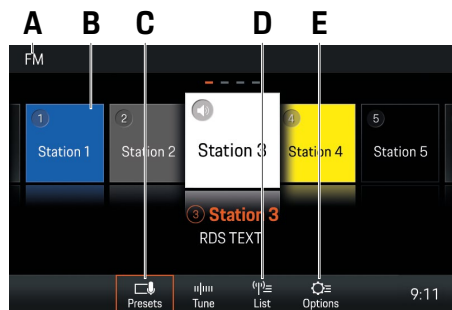 A B C D E
FM
1 2 4 5
Station 1 Station 2 Station 3 Station 4 Station 5
3 Station 3
RDS TEXT
Presets Tune List Options 9:11